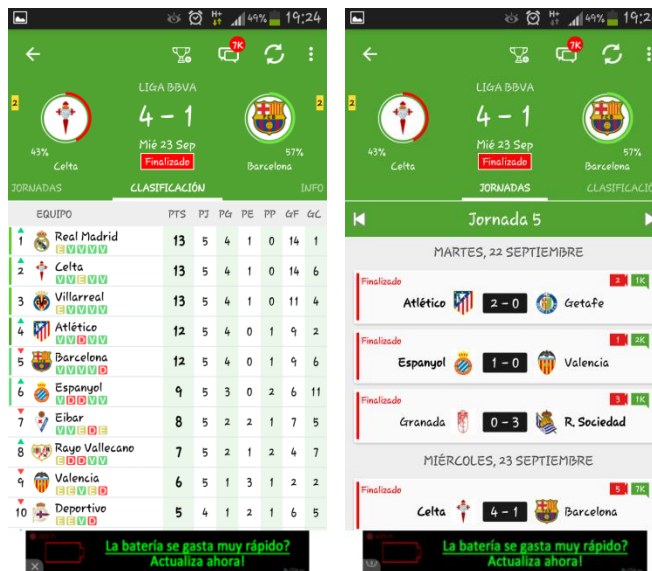 49% 19:24
7K
LIGA BBVA
2 4 - 1 2
Mié 23 Sep
43% Finalizado 57%
Celta Barcelona
JORNADAS CLASIFICACIÓN INFO
EQUIPO PTS PJ PG PE PP GF GC
1 Real Madrid 13 5 4 1 0 14 1
E V V V V
2 Celta 13 5 4 1 0 14 6
V V E V V
3 Villarreal 13 5 4 1 0 11 4
E V V V V
4 Atlético 12 5 4 0 1 9 2
V V D V V
5 Barcelona 12 5 4 0 1 9 6
V V V V D
6 Espanyol 9 5 3 0 2 6 11
V D D V V
7 Eibar 8 5 2 2 1 7 5
V V E D E
8 Rayo Vallecano 7 5 2 1 2 4 7
E D D V V
9 Valencia 6 5 1 3 1 2 2
E E V E D
10 Deportivo 5 4 1 2 1 6 5
E E V D
La batería se gasta muy rápido?
Actualiza ahora!
49% 19:2
7K
LIGA BBVA
2 4 - 1
Mié 23 Sep
43% Finalizado 57%
Celta Barcelona
JORNADAS CLASIFICACIÓ
Jornada 5
MARTES, 22 SEPTIEMBRE
Finalizado 2 1K
Atlético 2 - 0 Getafe
Finalizado 1 2K
Espanyol 1 - 0 Valencia
Finalizado 3 1K
Granada 0 - 3 R. Sociedad
MIÉRCOLES, 23 SEPTIEMBRE
Finalizado 5 7K
Celta 4 - 1 Barcelona
La batería se gasta muy rápido?
Actualiza ahora!